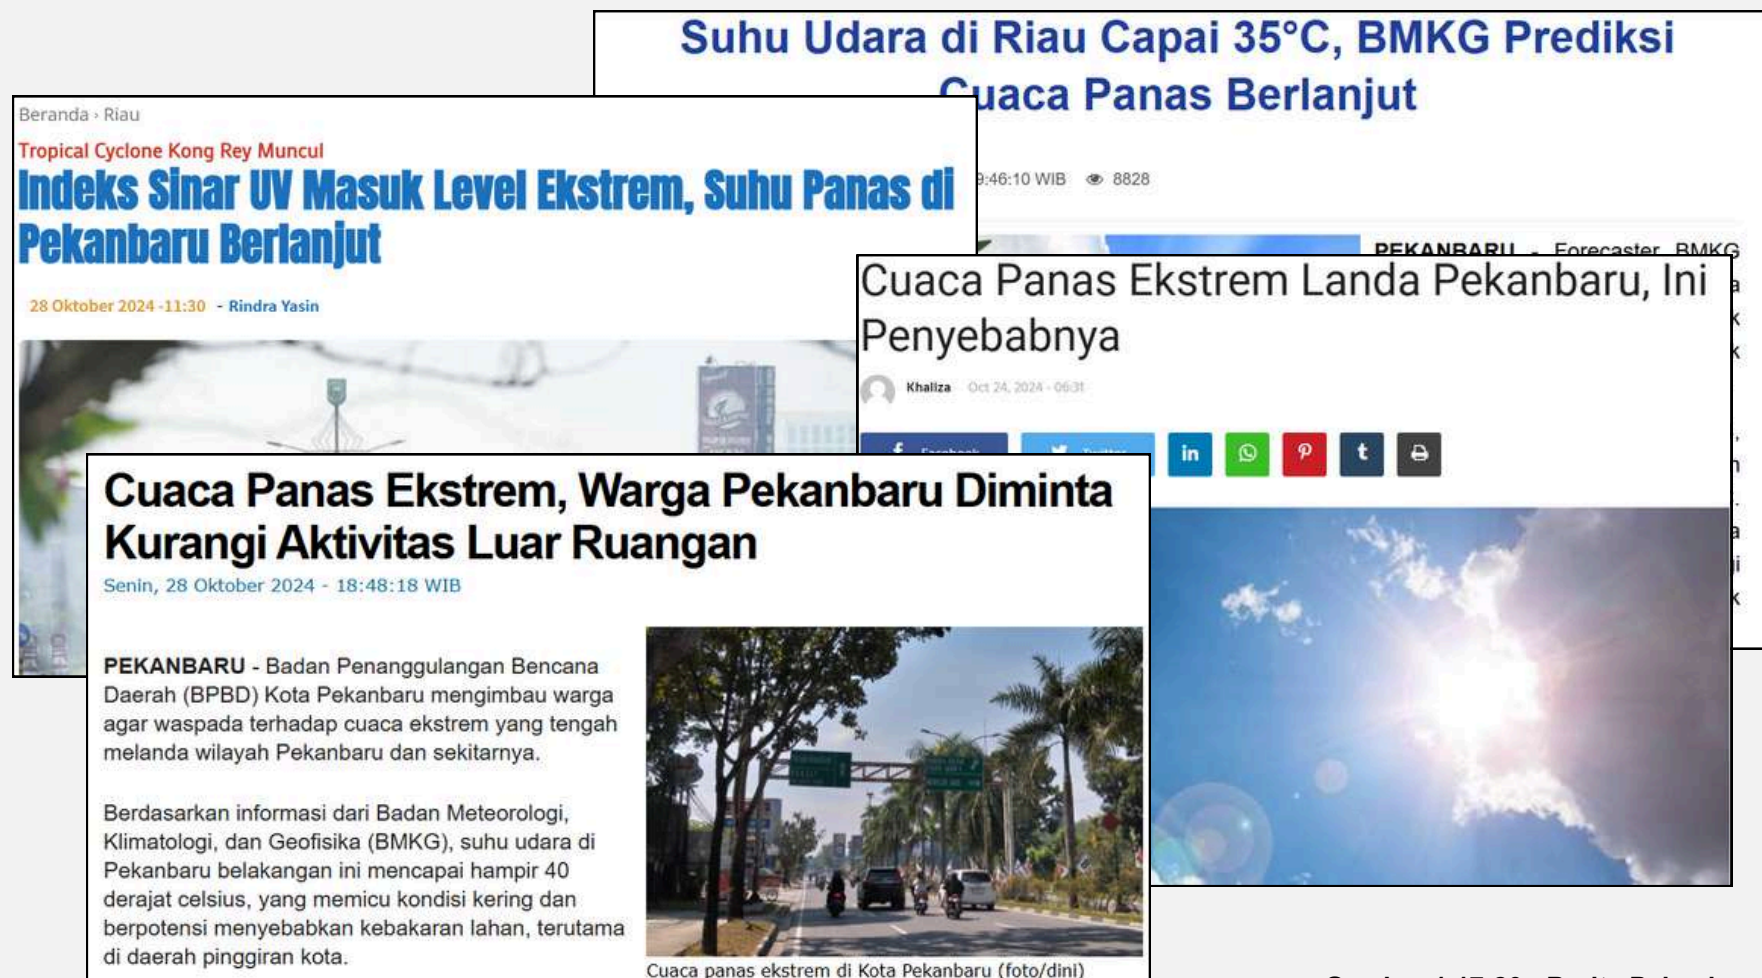 Suhu Udara di Riau Capai 35°C, BMKG Prediksi
Cuaca Panas Berlanjut
9:46:10 WIB 8828
PEKANBARU - Forecaster BMKG
Beranda › Riau
Tropical Cyclone Kong Rey Muncul
Indeks Sinar UV Masuk Level Ekstrem, Suhu Panas di
Pekanbaru Berlanjut
28 Oktober 2024 -11:30 - Rindra Yasin
Cuaca Panas Ekstrem Landa Pekanbaru, Ini
Penyebabnya
Khaliza Oct 24, 2024 - 06:31
Facebook Twitter
Cuaca Panas Ekstrem, Warga Pekanbaru Diminta
Kurangi Aktivitas Luar Ruangan
Senin, 28 Oktober 2024 - 18:48:18 WIB
PEKANBARU - Badan Penanggulangan Bencana
Daerah (BPBD) Kota Pekanbaru mengimbau warga
agar waspada terhadap cuaca ekstrem yang tengah
melanda wilayah Pekanbaru dan sekitarnya.
Berdasarkan informasi dari Badan Meteorologi,
Klimatologi, dan Geofisika (BMKG), suhu udara di
Pekanbaru belakangan ini mencapai hampir 40
derajat celsius, yang memicu kondisi kering dan
berpotensi menyebabkan kebakaran lahan, terutama
di daerah pinggiran kota.
Cuaca panas ekstrem di Kota Pekanbaru (foto/dini)